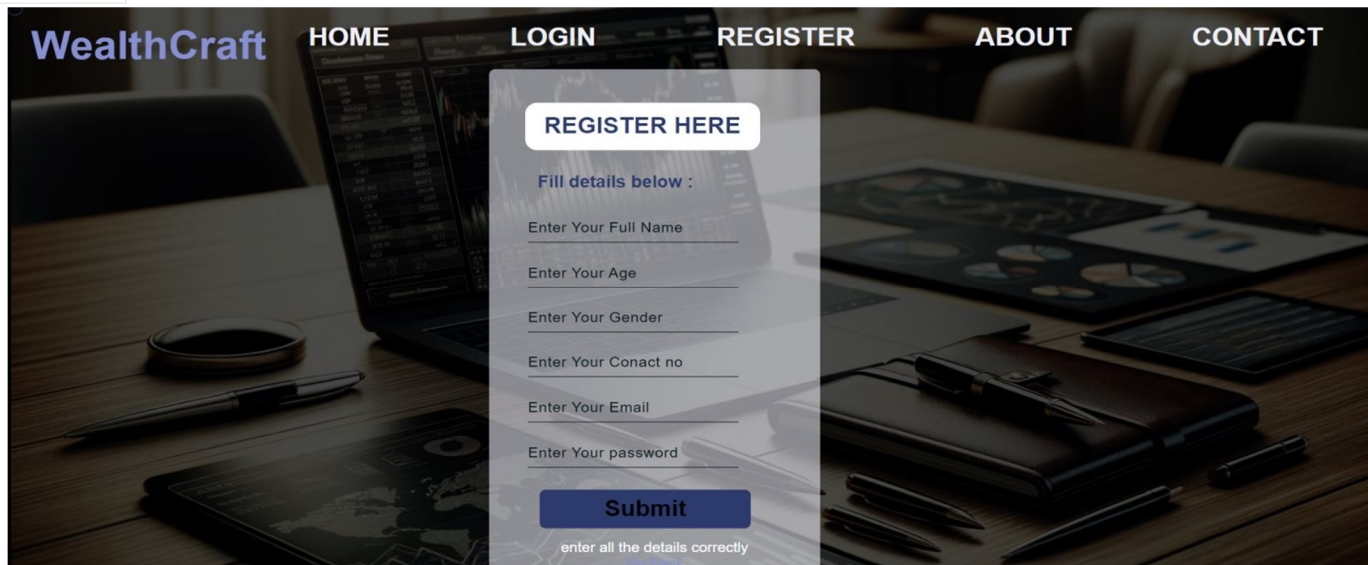 WealthCraft HOME LOGIN REGISTER ABOUT CONTACT
REGISTER HERE
Fill details below :
Enter Your Full Name
Enter Your Age
Enter Your Gender
Enter Your Conact no
Enter Your Email
Enter Your password
Submit
enter all the details correctly